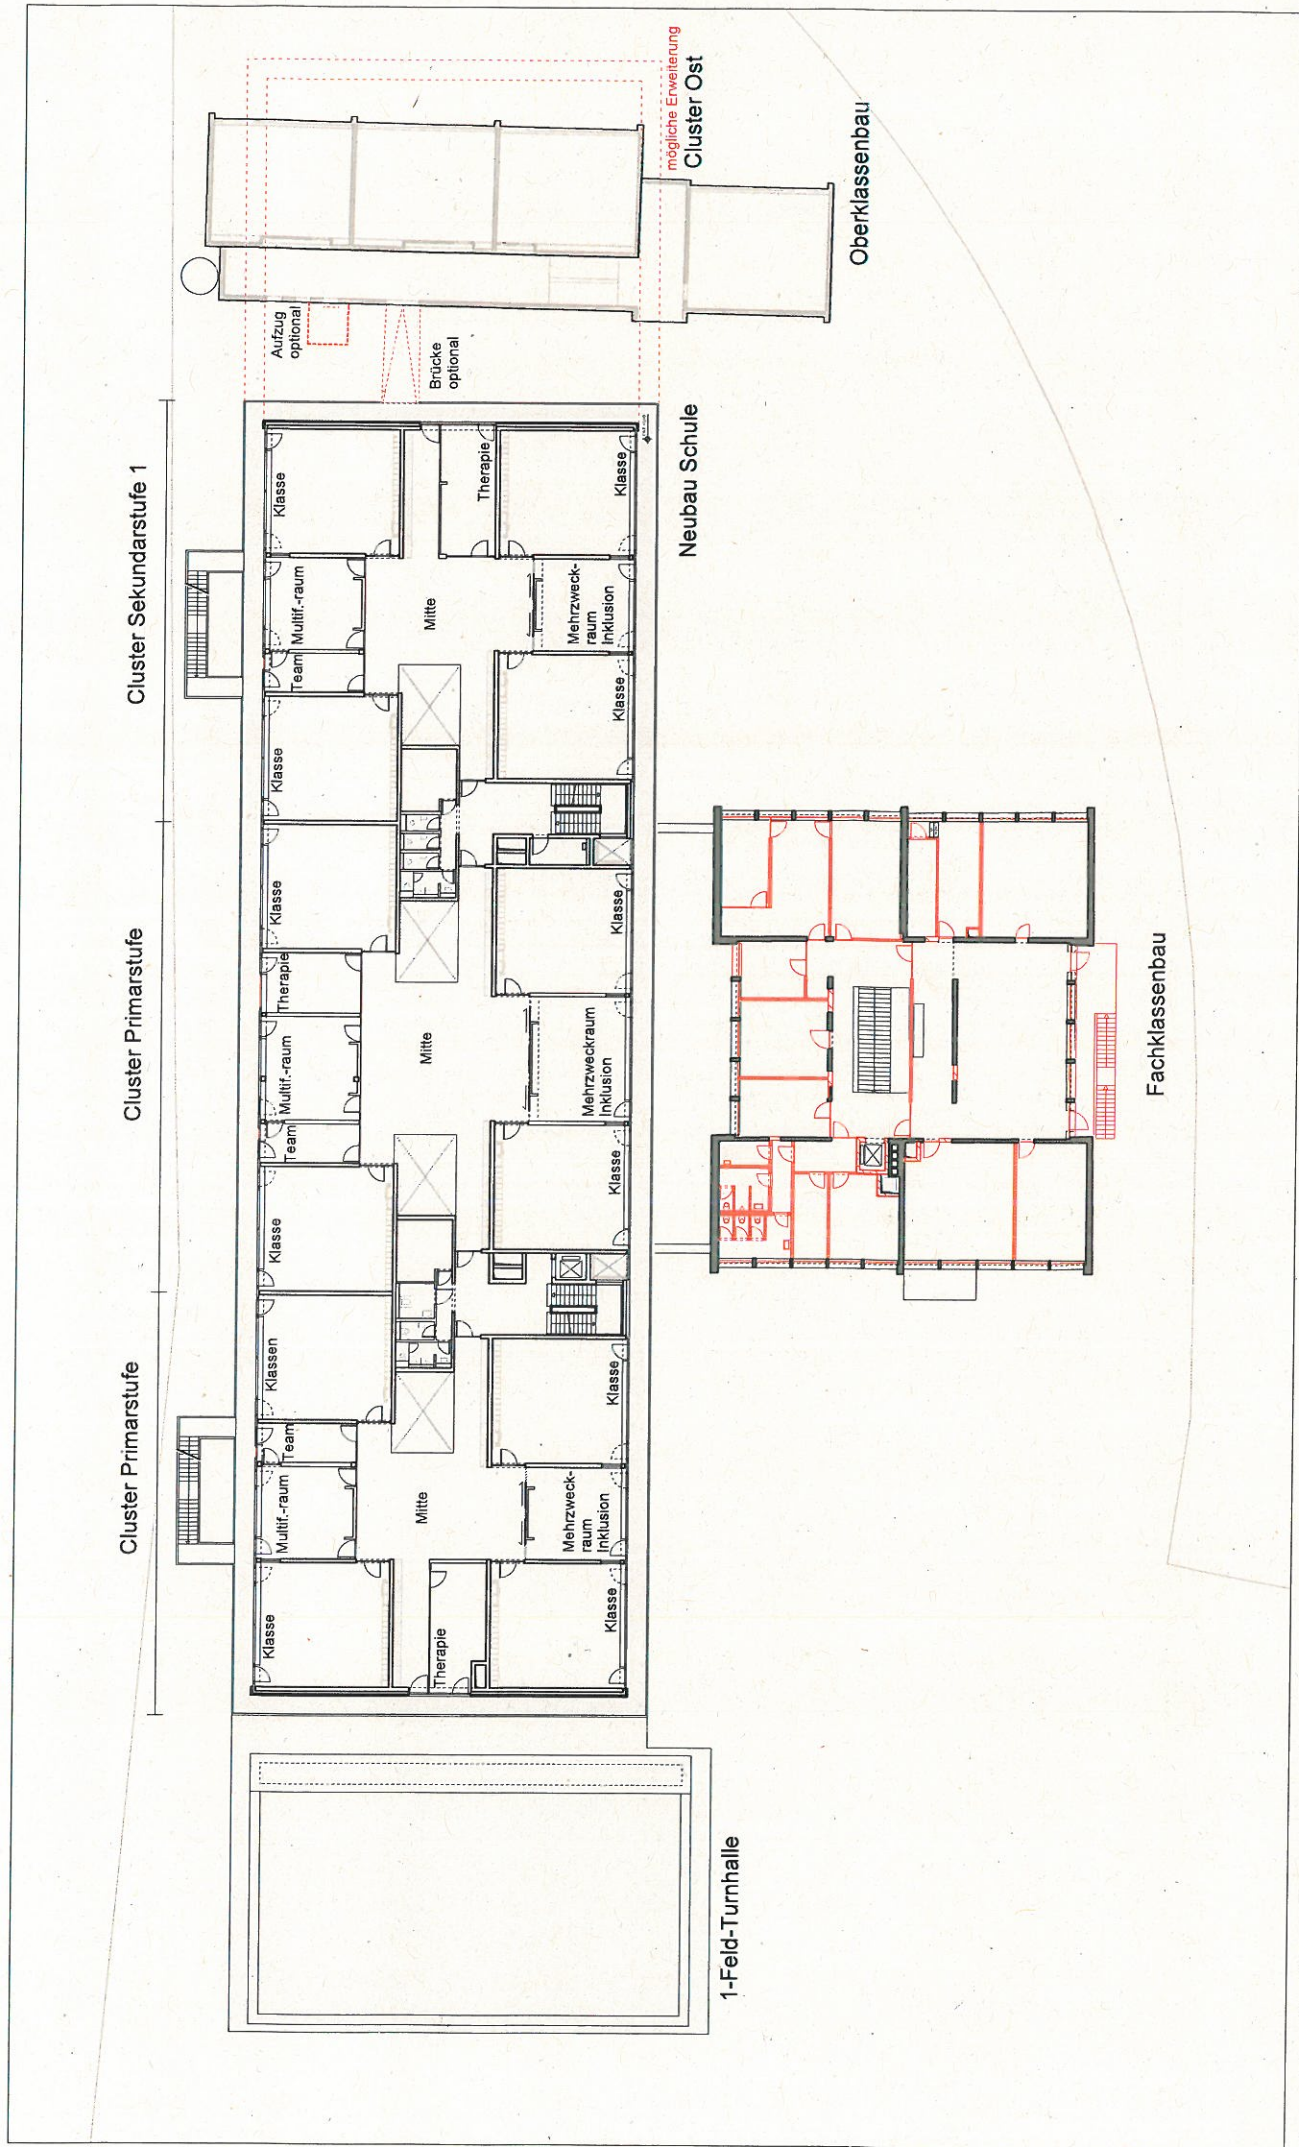 Cluster Primarstufe
Cluster Primarstufe
Cluster Sekundarstufe 1
Klasse
Multif.-raum
Team
Klassen
Klasse
Team
Multif.-raum
Therapie
Klasse
Klasse
Team
Multif.-raum
Klasse
Aufzug
optional
Mitte
Mitte
Mitte
Brücke
optional
Therapie
Therapie
Klasse
Mehrzweck-
raum
Inklusion
Klasse
Klasse
Mehrzweckraum
Inklusion
Klasse
Klasse
Mehrzweck-
raum
Inklusion
Klasse
mögliche Erweiterung
Cluster Ost
Neubau Schule
1-Feld-Turnhalle
Oberklassenbau
Fachklassenbau